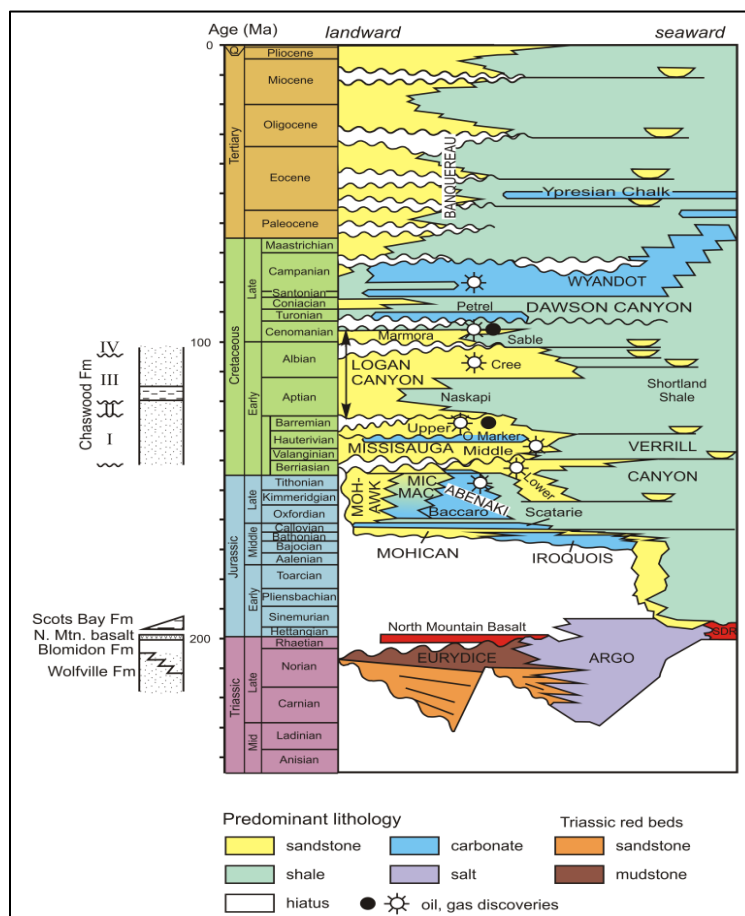 Age (Ma) landward seaward
0
Q
Pliocene
Miocene
Oligocene
Tertiary
Eocene
BANQUEREAU
Ypresian Chalk
Paleocene
Maastrichian
Campanian
WYANDOT
Late
Santonian
Coniacian
Petrel
DAWSON CANYON
Turonian
Cenomanian
Marmora
Sable
100
Cretaceous
Albian
LOGAN
CANYON
Cree
Aptian
Naskapi
Shortland
Shale
Early
Barremian
Upper
O Marker
Hauterivian
MISSISAUGA
Middle
VERRILL
Valanginian
Berriasian
Lower
CANYON
Tithonian
MOH-
AWK
MIC
MAC
ABENAKI
Late
Kimmeridgian
Oxfordian
Baccaro
Scatarie
Callovian
Bathonian
MOHICAN
IROQUOIS
Middle
Bajocian
Aalenian
Jurassic
Toarcian
Early
Pliensbachian
Sinemurian
Hettangian
North Mountain Basalt
SDR
200
Rhaetian
EURYDICE
ARGO
Norian
Late
Carnian
Triassic
Ladinian
Mid
Anisian
IV
III
II
I
Chaswood Fm
Scots Bay Fm
N. Mtn. basalt
Blomidon Fm
Wolfville Fm
Predominant lithology
sandstone
carbonate
shale
salt
hiatus
oil, gas discoveries
Triassic red beds
sandstone
mudstone